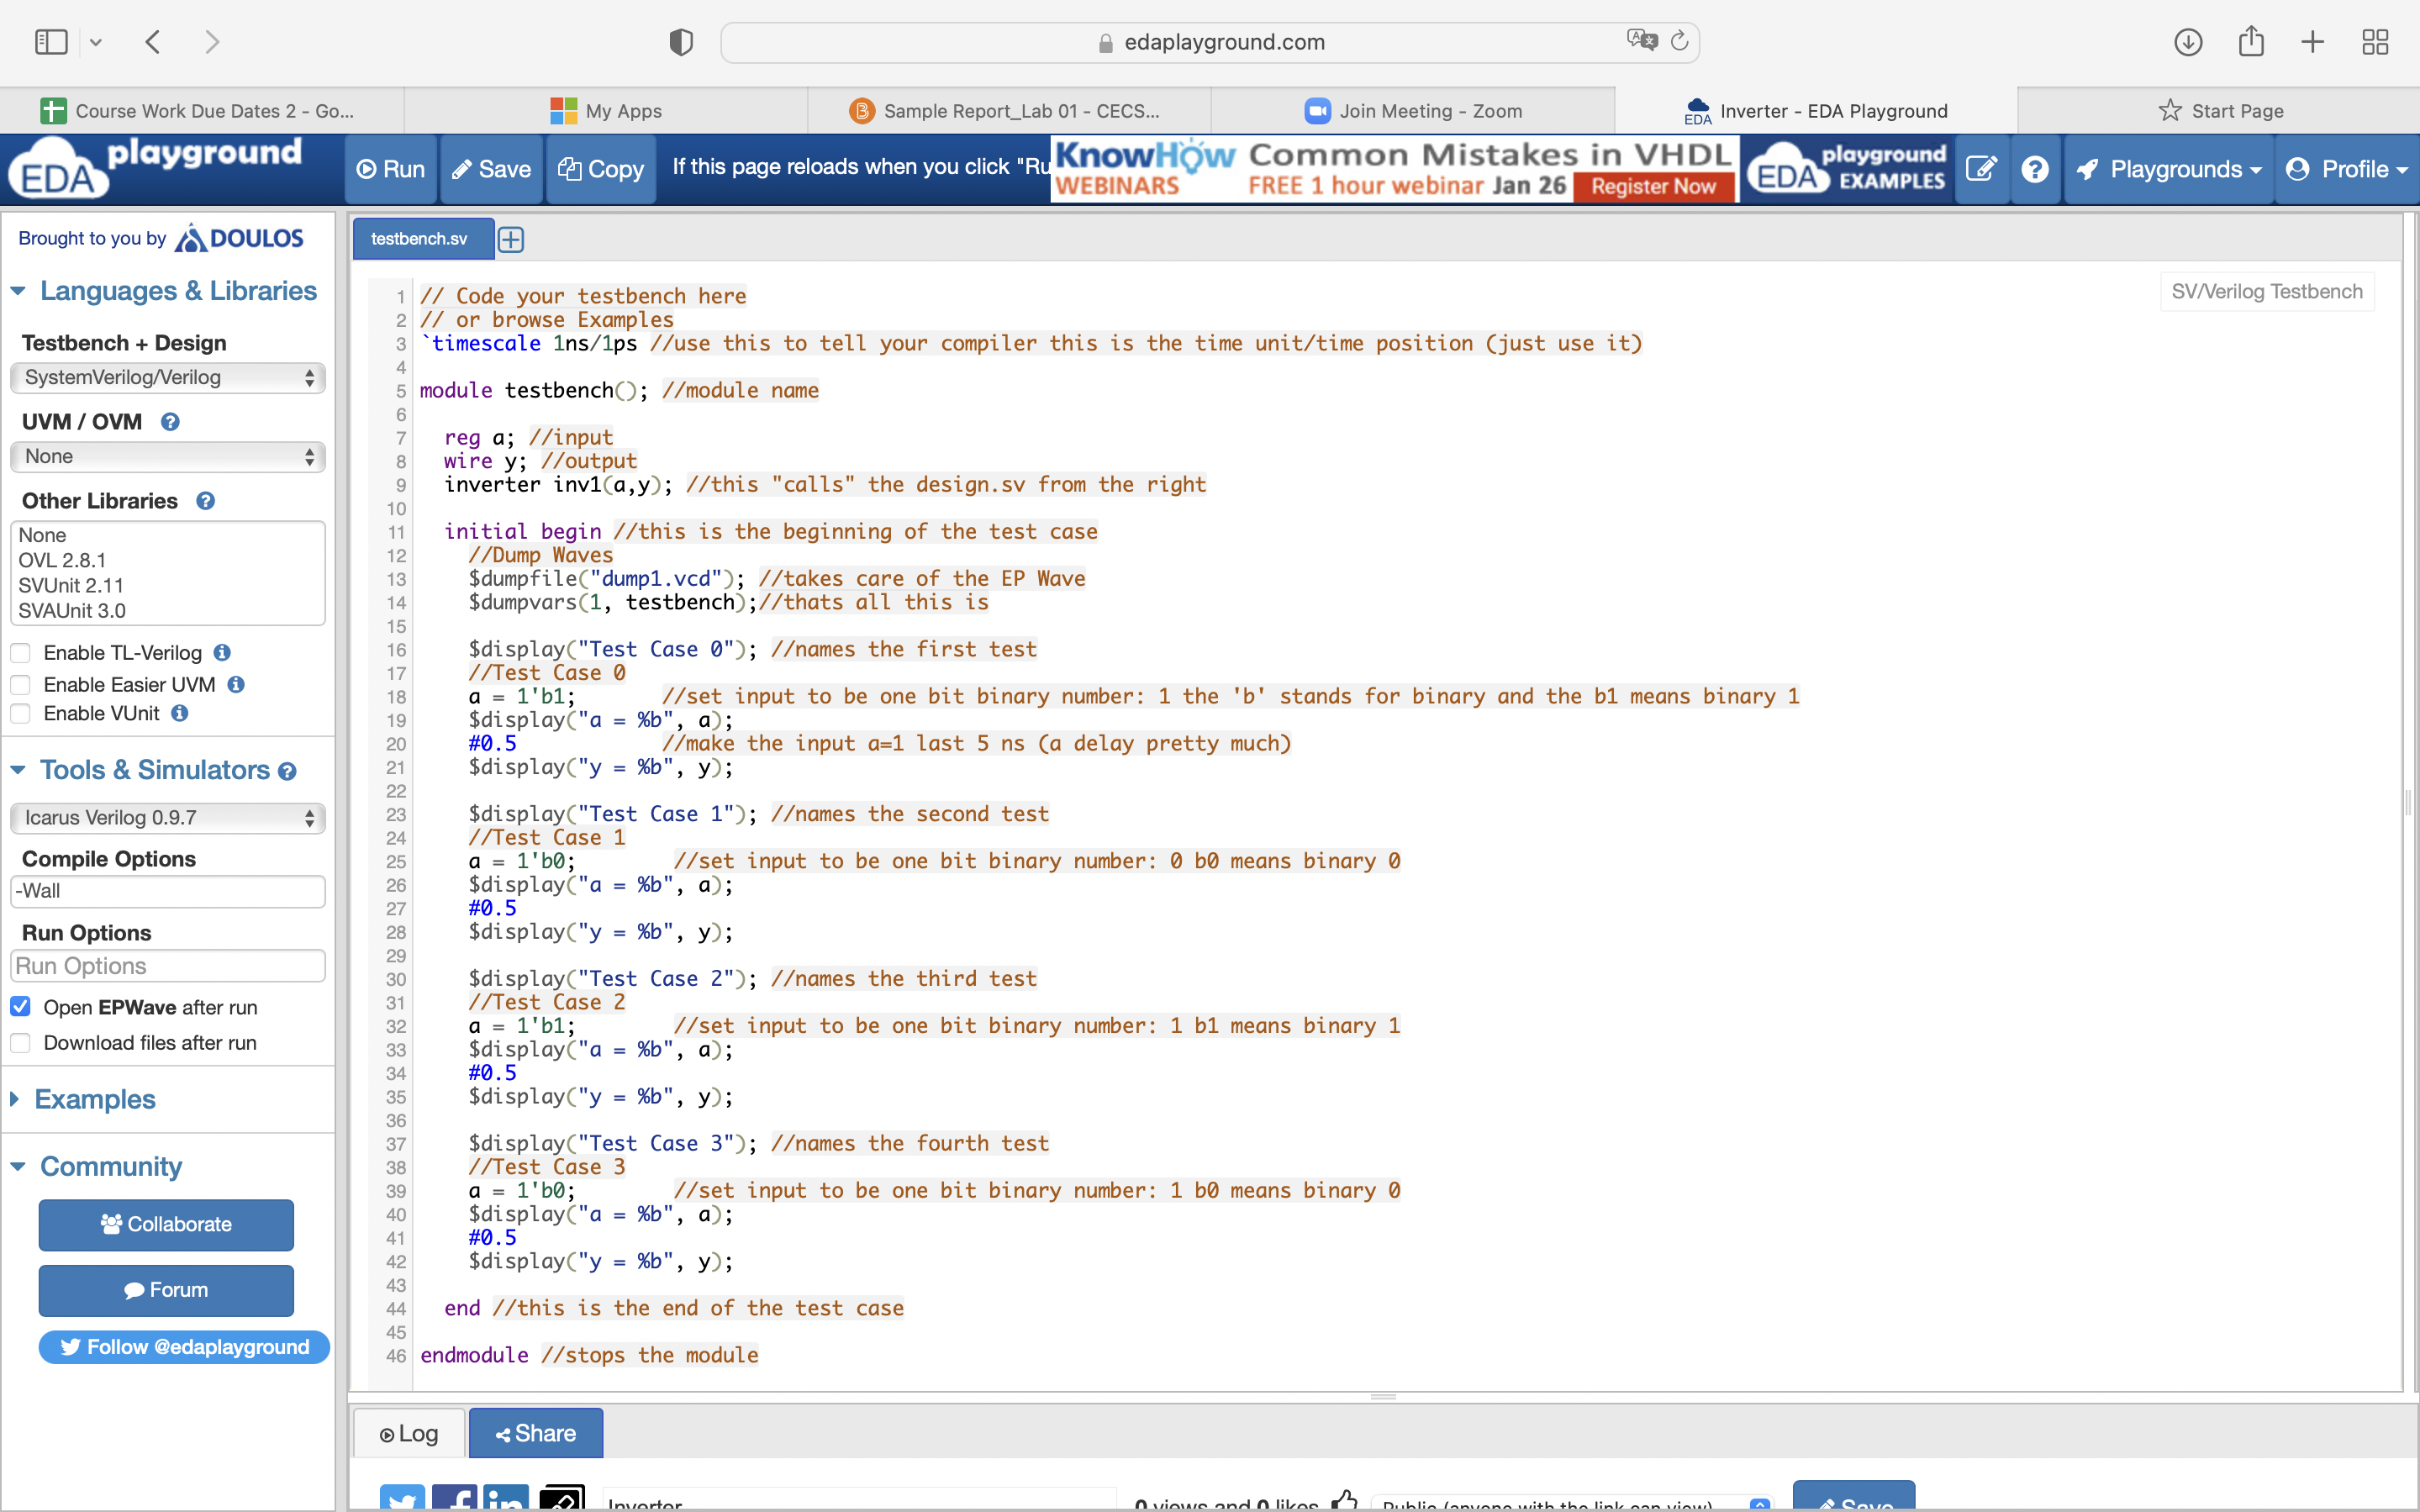 edaplayground.com
Course Work Due Dates 2 - Go...
My Apps
Sample Report_Lab 01 - CECS...
Join Meeting - Zoom
EDA
Inverter - EDA Playground
Start Page
EDA playground
Run
Save
Copy
If this page reloads when you click "Ru
KnowHow
WEBINARS
Common Mistakes in VHDL
FREE 1 hour webinar Jan 26
Register Now
EDA playground
EXAMPLES
Playgrounds
Profile
Brought to you by DOULOS
Languages & Libraries
Testbench + Design
SystemVerilog/Verilog
UVM / OVM
None
Other Libraries
None
OVL 2.8.1
SVUnit 2.11
SVAUnit 3.0
Enable TL-Verilog
Enable Easier UVM
Enable VUnit
Tools & Simulators
Icarus Verilog 0.9.7
Compile Options
-Wall
Run Options
Run Options
Open EPWave after run
Download files after run
Examples
Community
Collaborate
Forum
Follow @edaplayground
testbench.sv
SV/Verilog Testbench
1 // Code your testbench here
2 // or browse Examples
3 `timescale 1ns/1ps //use this to tell your compiler this is the time unit/time position (just use it)
4
5 module testbench(); //module name
6
7 reg a; //input
8 wire y; //output
9 inverter inv1(a,y); //this "calls" the design.sv from the right
10
11 initial begin //this is the beginning of the test case
12 //Dump Waves
13 $dumpfile("dump1.vcd"); //takes care of the EP Wave
14 $dumpvars(1, testbench);//thats all this is
15
16 $display("Test Case 0"); //names the first test
17 //Test Case 0
18 a = 1'b1; //set input to be one bit binary number: 1 the 'b' stands for binary and the b1 means binary 1
19 $display("a = %b", a);
20 #0.5 //make the input a=1 last 5 ns (a delay pretty much)
21 $display("y = %b", y);
22
23 $display("Test Case 1"); //names the second test
24 //Test Case 1
25 a = 1'b0; //set input to be one bit binary number: 0 b0 means binary 0
26 $display("a = %b", a);
27 #0.5
28 $display("y = %b", y);
29
30 $display("Test Case 2"); //names the third test
31 //Test Case 2
32 a = 1'b1; //set input to be one bit binary number: 1 b1 means binary 1
33 $display("a = %b", a);
34 #0.5
35 $display("y = %b", y);
36
37 $display("Test Case 3"); //names the fourth test
38 //Test Case 3
39 a = 1'b0; //set input to be one bit binary number: 1 b0 means binary 0
40 $display("a = %b", a);
41 #0.5
42 $display("y = %b", y);
43
44 end //this is the end of the test case
45
46 endmodule //stops the module
Log
Share
Inverter
0 views and 0 likes
Public (anyone with the link can view)
Save